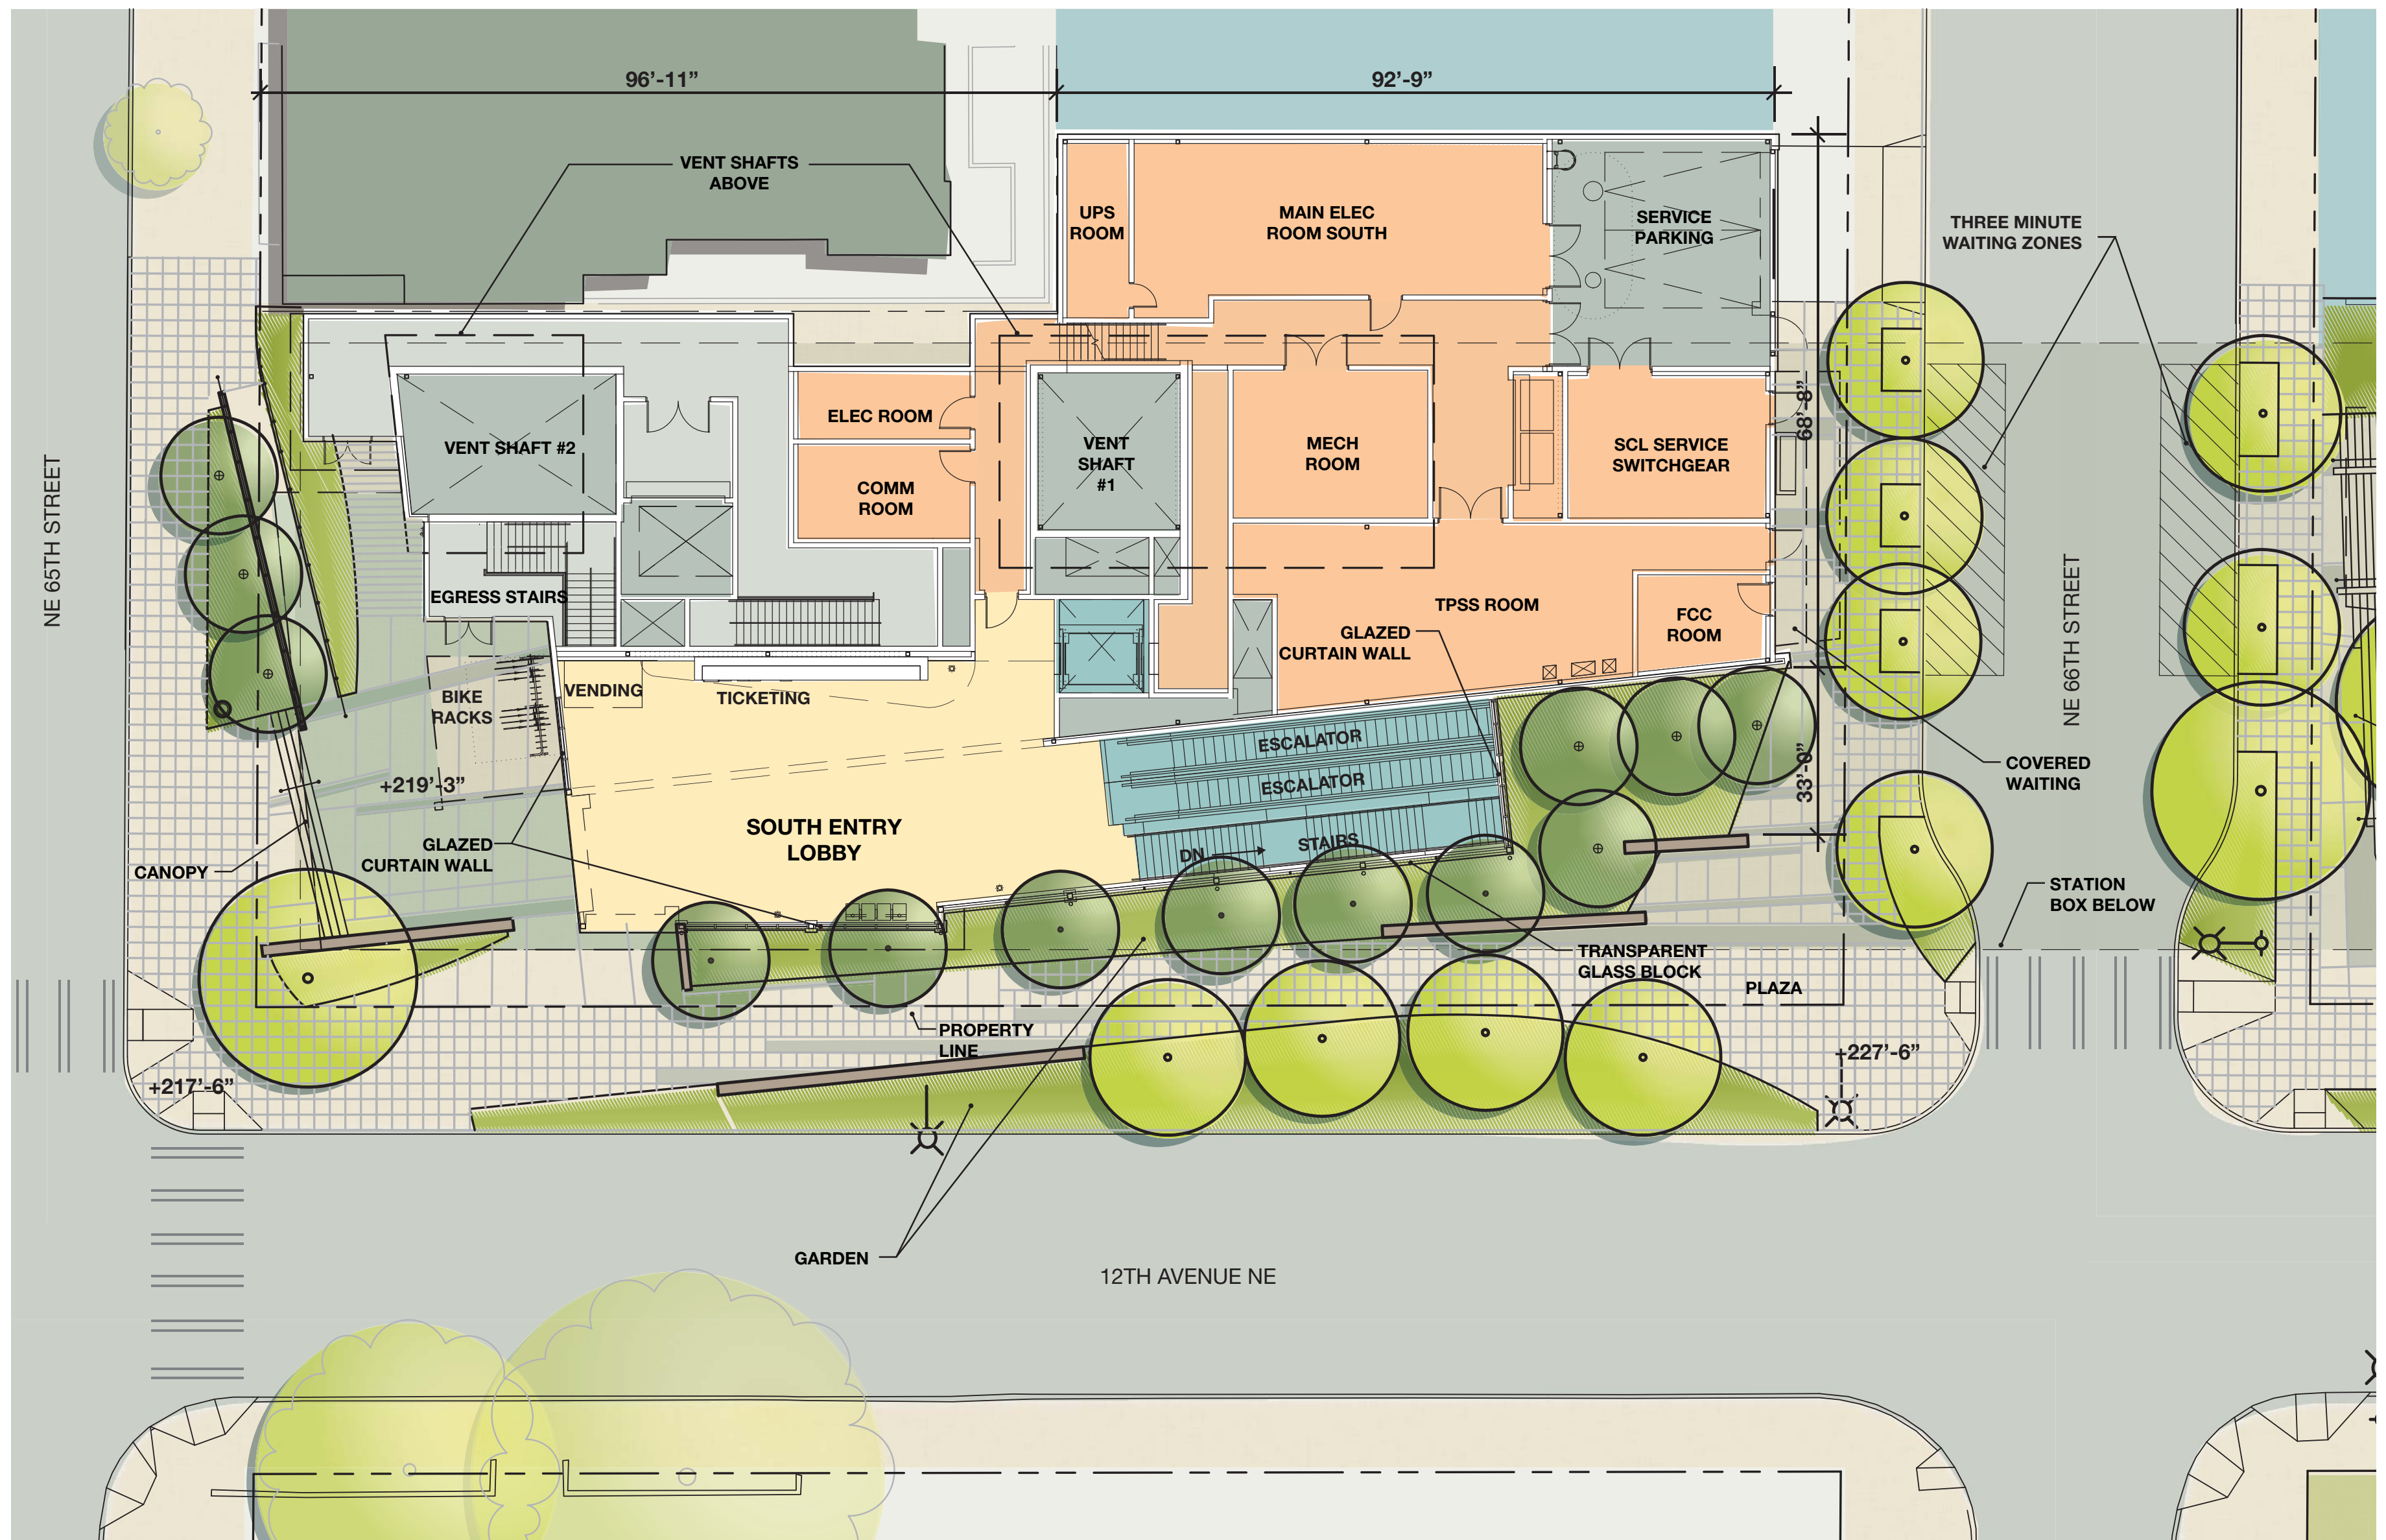 96’-11”
92’-9”
VENT SHAFTS
ABOVE
UPS
ROOM
MAIN ELEC
ROOM SOUTH
SERVICE
PARKING
THREE MINUTE
WAITING ZONES
ELEC ROOM
VENT SHAFT #2
VENT
SHAFT
#1
MECH
ROOM
SCL SERVICE
SWITCHGEAR
68’-8”
COMM
ROOM
NE 65TH STREET
EGRESS STAIRS
TPSS ROOM
FCC
ROOM
GLAZED
CURTAIN WALL
NE 66TH STREET
BIKE
RACKS
VENDING
TICKETING
ESCALATOR
ESCALATOR
STAIRS
DN
33’-0”
COVERED
WAITING
+219’-3”
SOUTH ENTRY
LOBBY
GLAZED
CURTAIN WALL
CANOPY
STATION
BOX BELOW
TRANSPARENT
GLASS BLOCK
PLAZA
PROPERTY
LINE
+227’-6”
+217’-6”
GARDEN
12TH AVENUE NE